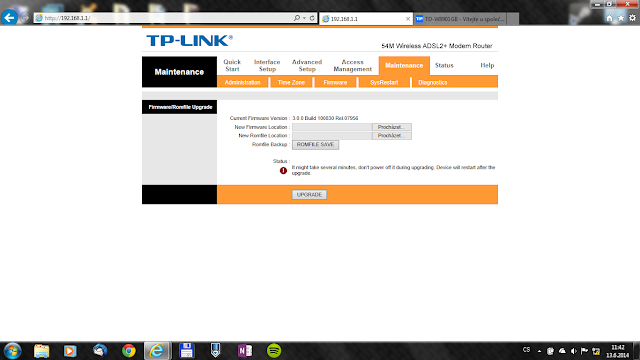 http://192.168.1.1/
192.168.1.1
TD-W8901GB - Vítejte u společ...
TP-LINK®
54M Wireless ADSL2+ Modem Router
Maintenance
Quick Start
Interface Setup
Advanced Setup
Access Management
Maintenance
Status
Help
Administration
Time Zone
Firmware
SysRestart
Diagnostics
Firmware/Romfile Upgrade
Current Firmware Version : 3.0.0 Build 100830 Rel.07956
New Firmware Location :
Procházet...
New Romfile Location :
Procházet...
Romfile Backup :
ROMFILE SAVE
Status :
It might take several minutes, don't power off it during upgrading. Device will restart after the
upgrade.
UPGRADE
CS
11:42
13.6.2014